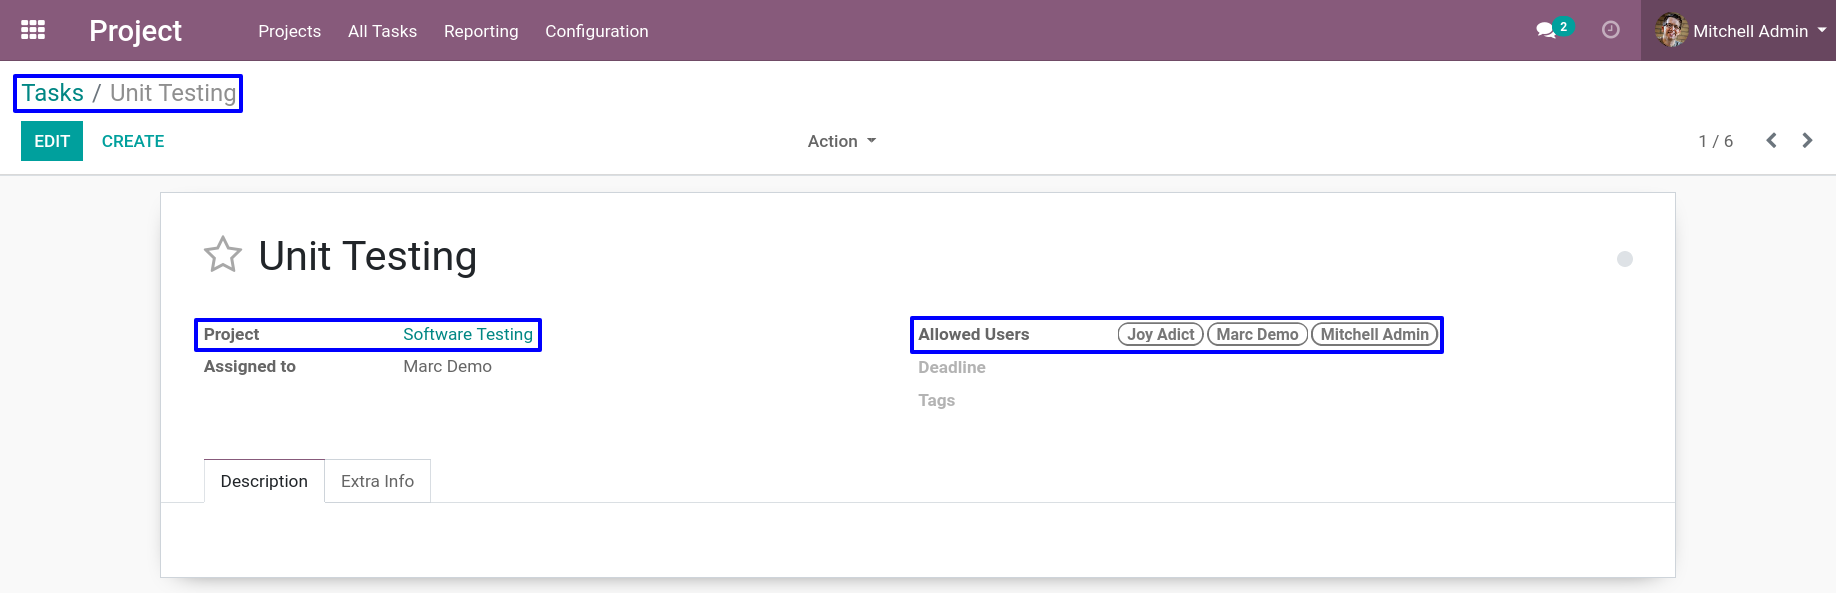 Project Projects All Tasks Reporting Configuration 2 Mitchell Admin
Tasks / Unit Testing
EDIT CREATE Action 1 / 6
Unit Testing
Project Software Testing Allowed Users Joy Adict Marc Demo Mitchell Admin
Assigned to Marc Demo Deadline
Tags
Description Extra Info